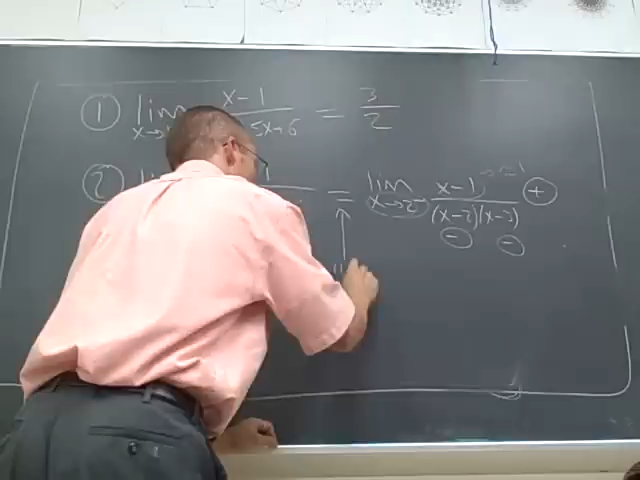 ① lim x-1 / 5x+6 = 3/2
x→
② = lim x→2⁻ x-1 / (x-2)(x-3) ⊕
⊖ ⊖